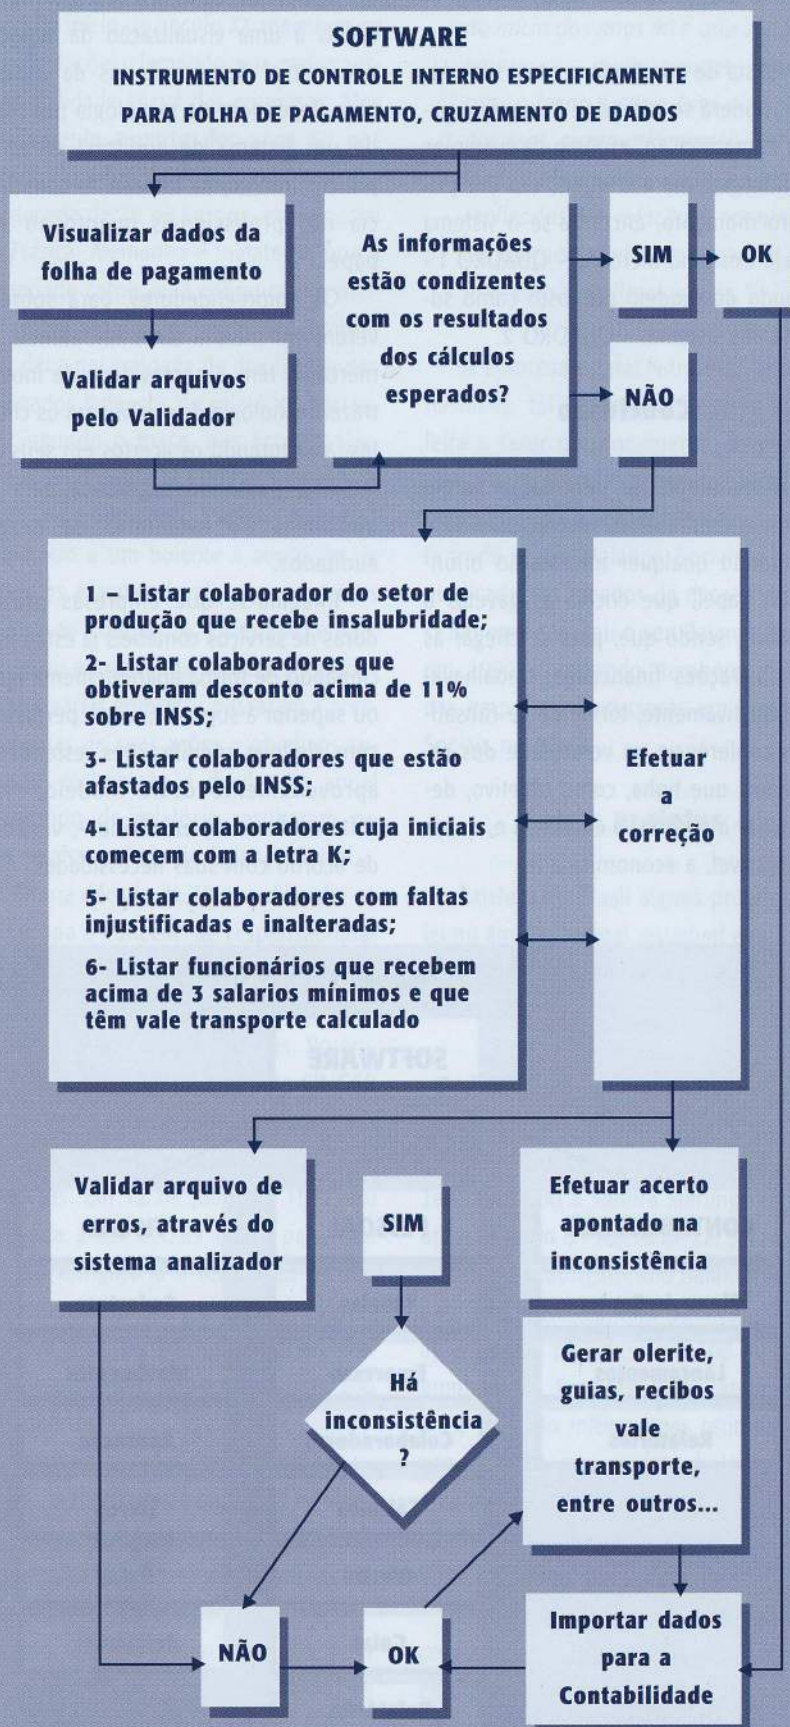 SOFTWARE
INSTRUMENTO DE CONTROLE INTERNO ESPECIFICAMENTE
PARA FOLHA DE PAGAMENTO, CRUZAMENTO DE DADOS
Visualizar dados da
folha de pagamento
Validar arquivos
pelo Validador
As informações
estão condizentes
com os resultados
dos cálculos
esperados?
SIM
OK
NÃO
1 - Listar colaborador do setor de
produção que recebe insalubridade;
2- Listar colaboradores que
obtiveram desconto acima de 11%
sobre INSS;
3- Listar colaboradores que estão
afastados pelo INSS;
4- Listar colaboradores cuja iniciais
comecem com a letra K;
5- Listar colaboradores com faltas
injustificadas e inalteradas;
6- Listar funcionários que recebem
acima de 3 salarios mínimos e que
têm vale transporte calculado
Efetuar
a
correção
Validar arquivo de
erros, através do
sistema analizador
SIM
Efetuar acerto
apontado na
inconsistência
Há
inconsistência
?
Gerar olerite,
guias, recibos
vale
transporte,
entre outros...
NÃO
OK
Importar dados
para a
Contabilidade